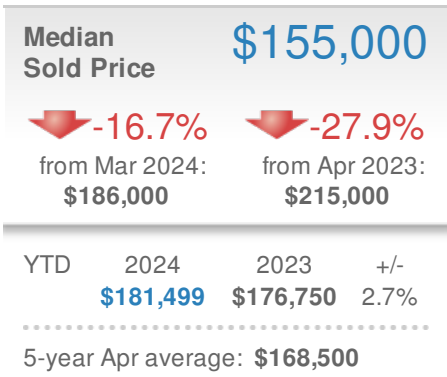 Median $155,000
Sold Price
-16.7% -27.9%
from Mar 2024: from Apr 2023:
$186,000 $215,000
YTD 2024 2023 +/-
$181,499 $176,750 2.7%
5-year Apr average: $168,500